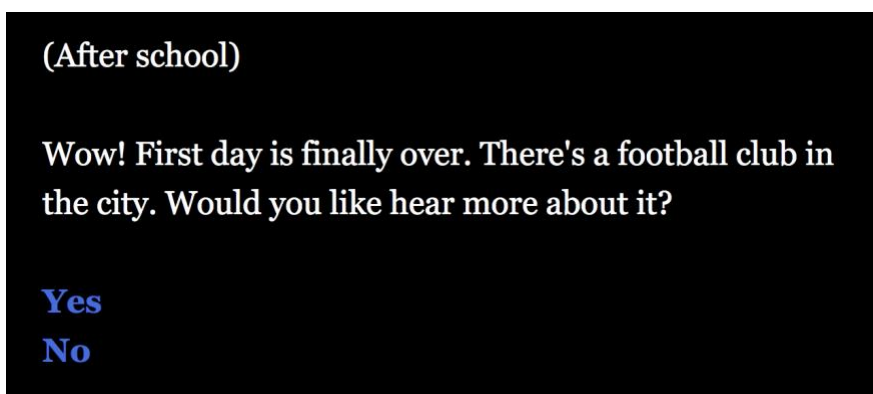 (After school)
Wow! First day is finally over. There's a football club in
the city. Would you like hear more about it?
Yes
No